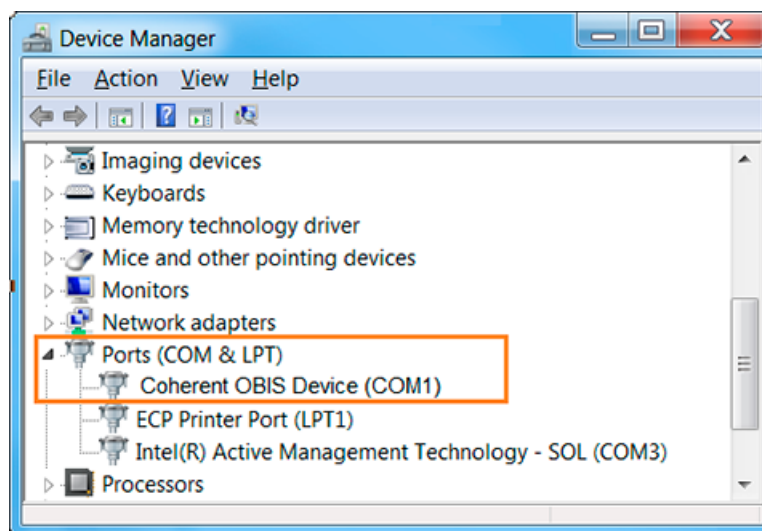 Device Manager
File Action View Help
Imaging devices
Keyboards
Memory technology driver
Mice and other pointing devices
Monitors
Network adapters
Ports (COM & LPT)
Coherent OBIS Device (COM1)
ECP Printer Port (LPT1)
Intel(R) Active Management Technology - SOL (COM3)
Processors